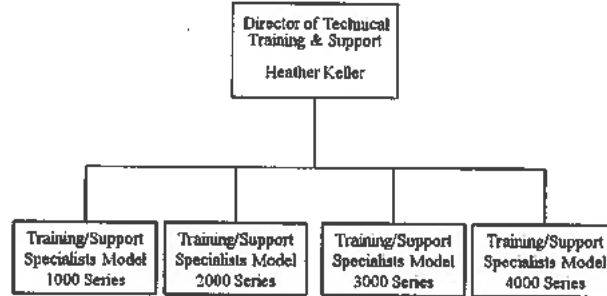 Director of Technical
Training & Support
Heather Keller
Training/Support
Specialists Model
1000 Series
Training/Support
Specialists Model
2000 Series
Training/Support
Specialists Model
3000 Series
Training/Support
Specialists Model
4000 Series